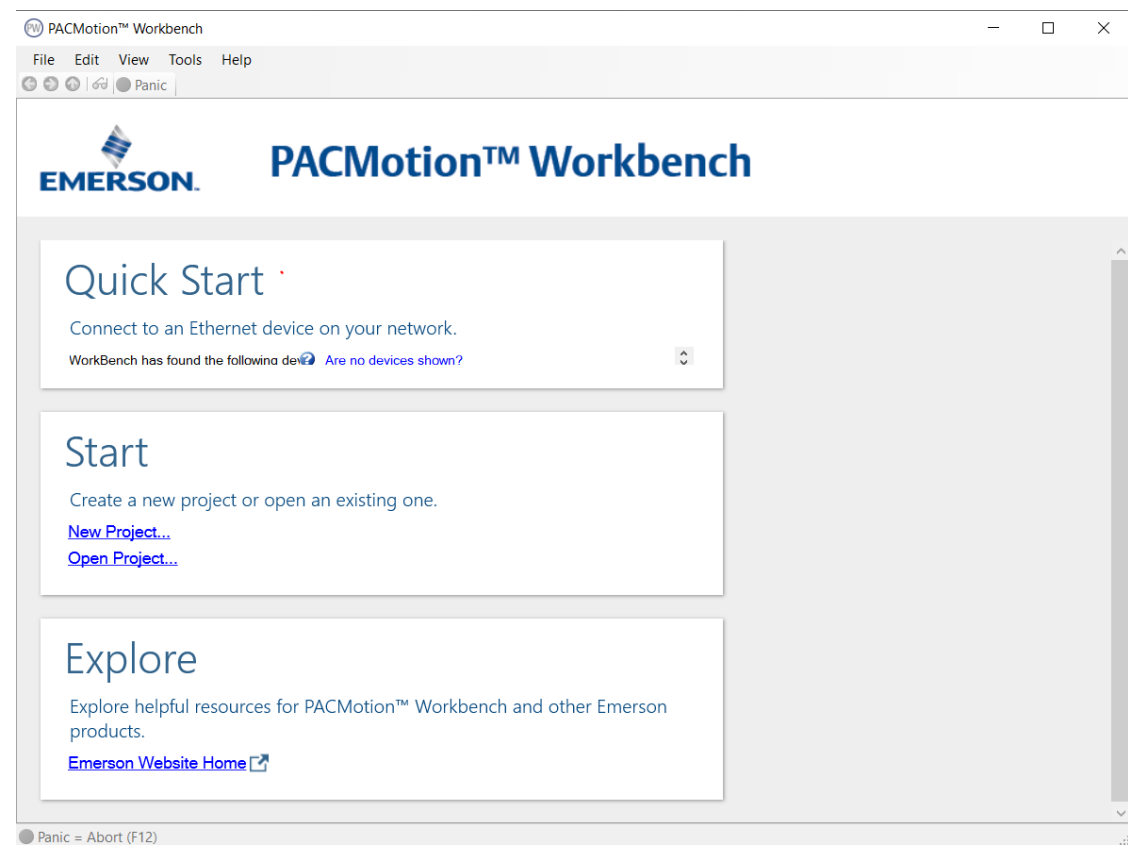 PW PACMotion™ Workbench
File Edit View Tools Help
Panic
EMERSON.
PACMotion™ Workbench
Quick Start
Connect to an Ethernet device on your network.
WorkBench has found the following dev Are no devices shown?
Start
Create a new project or open an existing one.
New Project...
Open Project...
Explore
Explore helpful resources for PACMotion™ Workbench and other Emerson
products.
Emerson Website Home
Panic = Abort (F12)